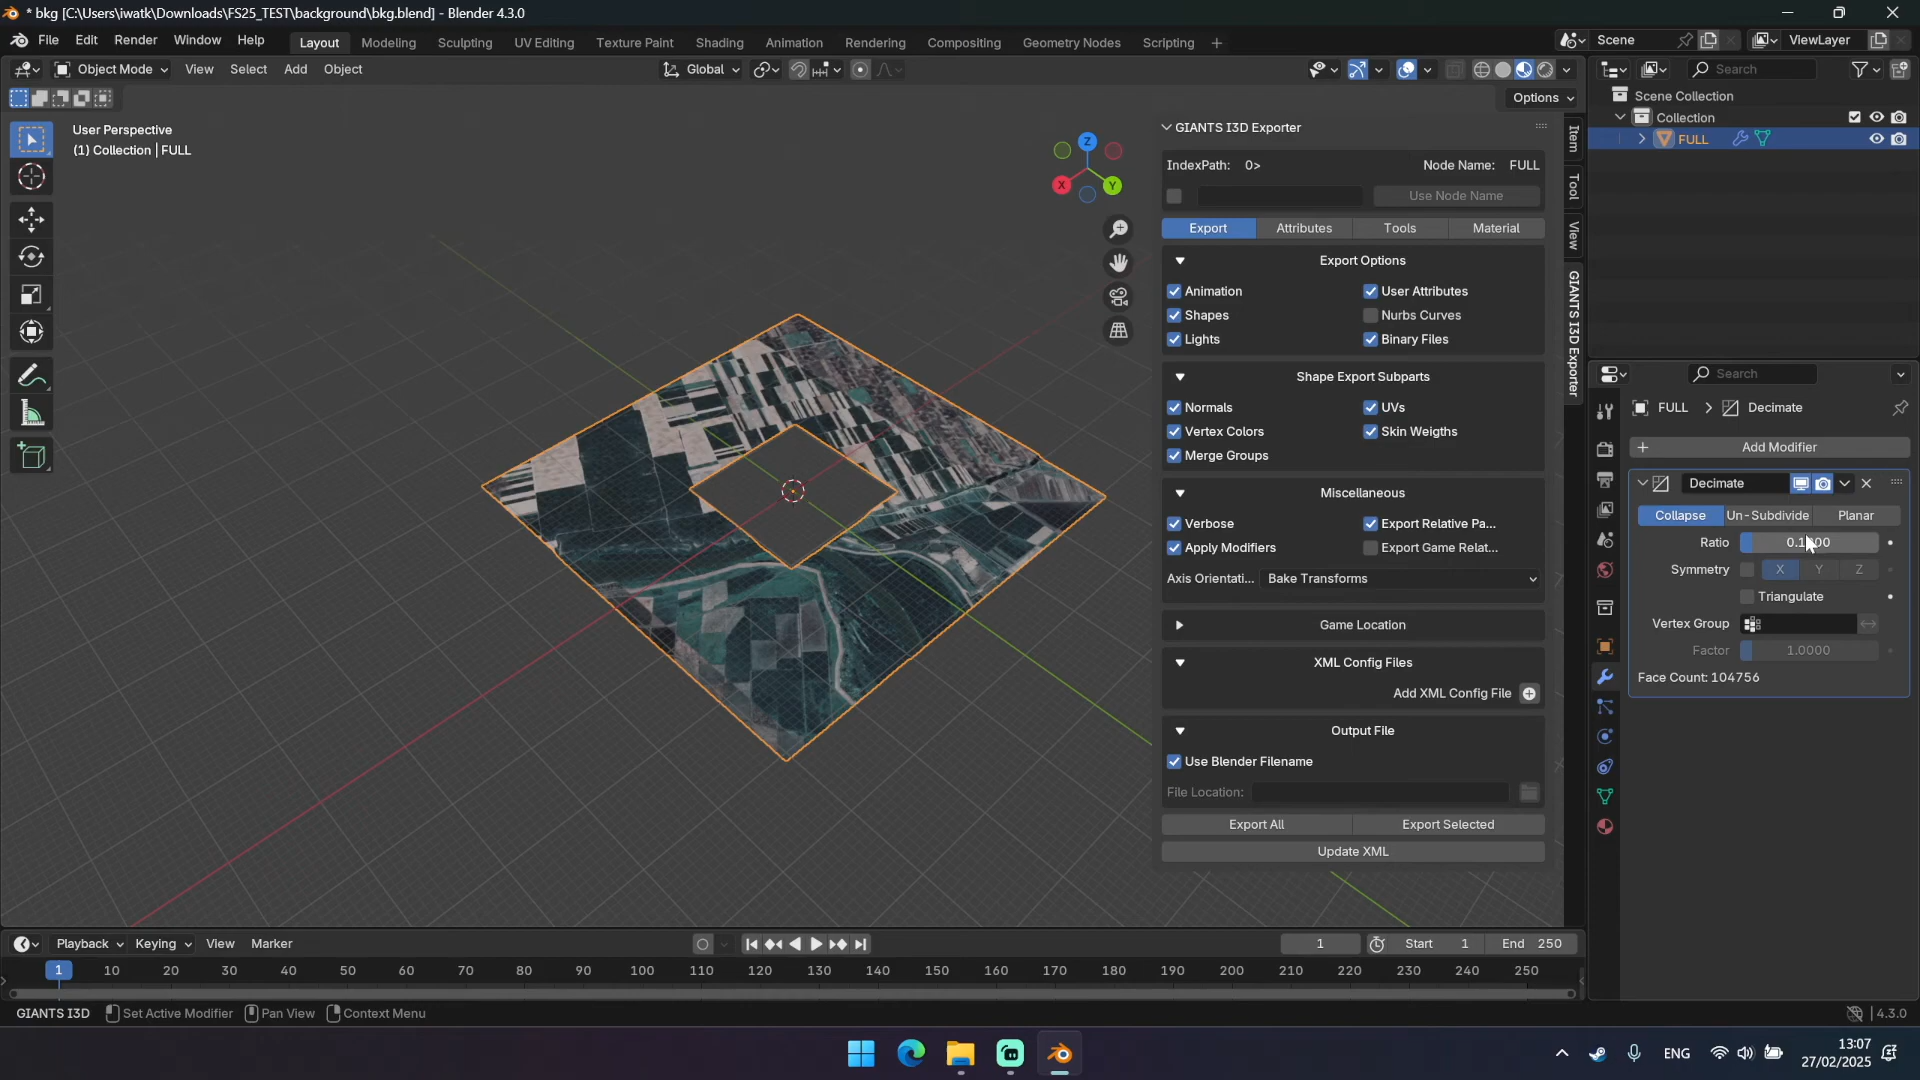 * bkg [C:\Users\iwatk\Downloads\FS25_TEST\background\bkg.blend] - Blender 4.3.0
File Edit Render Window Help Layout Modeling Sculpting UV Editing Texture Paint Shading Animation Rendering Compositing Geometry Nodes Scripting + Scene ViewLayer
Object Mode View Select Add Object Global Search
Options
User Perspective
(1) Collection | FULL
Z
X
Y
GIANTS I3D Exporter
IndexPath: 0> Node Name: FULL
Use Node Name
Export Attributes Tools Material
Export Options
Animation User Attributes
Shapes Nurbs Curves
Lights Binary Files
Shape Export Subparts
Normals UVs
Vertex Colors Skin Weigths
Merge Groups
Miscellaneous
Verbose Export Relative Pa...
Apply Modifiers Export Game Relat...
Axis Orientati... Bake Transforms
Game Location
XML Config Files
Add XML Config File
Output File
Use Blender Filename
File Location:
Export All Export Selected
Update XML
Item
Tool
View
GIANTS I3D Exporter
Scene Collection
Collection
FULL
Search
FULL > Decimate
+ Add Modifier
Decimate
Collapse Un-Subdivide Planar
Ratio
Symmetry X Y Z
Triangulate
Vertex Group
Factor 1.0000
Face Count: 104756
Playback Keying View Marker 1 Start 1 End 250
1 10 20 30 40 50 60 70 80 90 100 110 120 130 140 150 160 170 180 190 200 210 220 230 240 250
GIANTS I3D Set Active Modifier Pan View Context Menu 4.3.0
ENG 13:07
27/02/2025